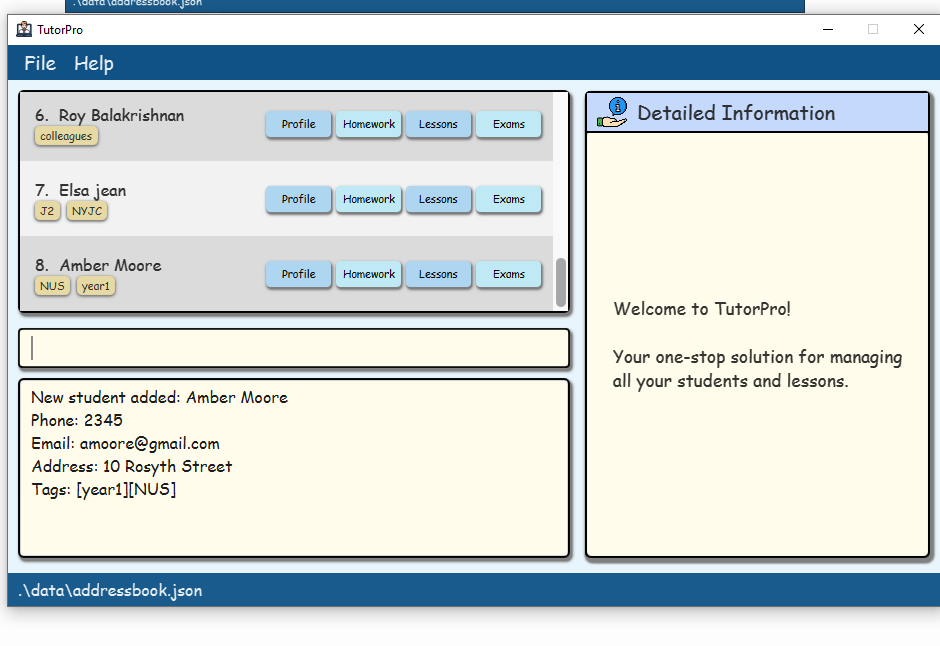 .\data\addressbook.json
TutorPro
File Help
6. Roy Balakrishnan
colleagues
Profile Homework Lessons Exams
7. Elsa jean
J2 NYJC
Profile Homework Lessons Exams
8. Amber Moore
NUS year1
Profile Homework Lessons Exams
New student added: Amber Moore
Phone: 2345
Email: amoore@gmail.com
Address: 10 Rosyth Street
Tags: [year1][NUS]
Detailed Information
Welcome to TutorPro!
Your one-stop solution for managing
all your students and lessons.
.\data\addressbook.json